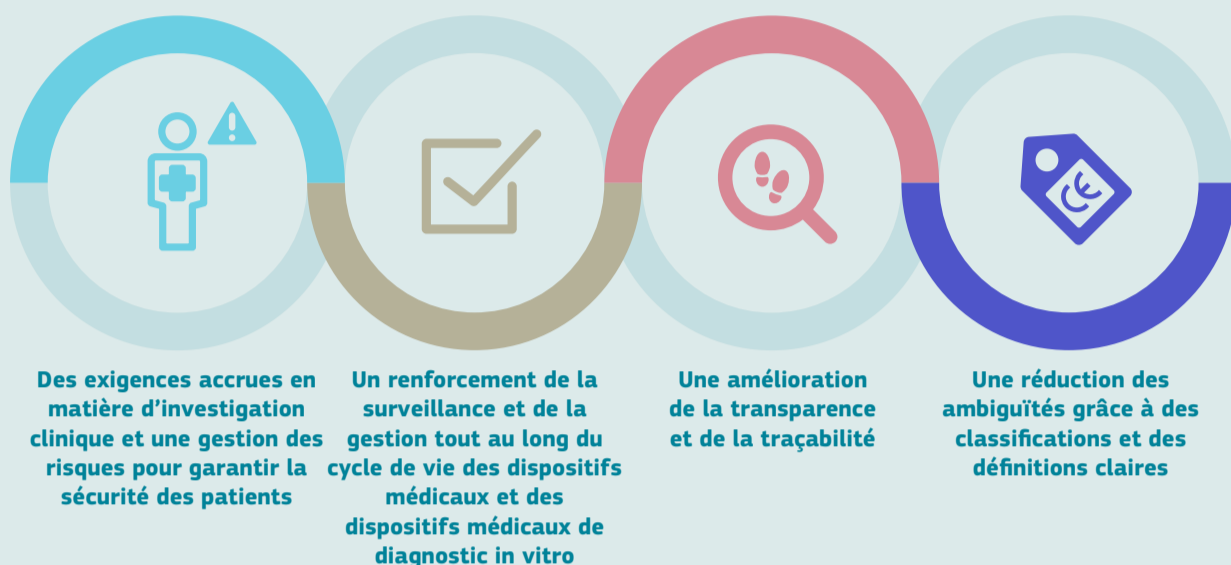 CE
Des exigences accrues en
matière d’investigation
clinique et une gestion des
risques pour garantir la
sécurité des patients
Un renforcement de la
surveillance et de la
gestion tout au long du
cycle de vie des dispositifs
médicaux et des
dispositifs médicaux de
diagnostic in vitro
Une amélioration
de la transparence
et de la traçabilité
Une réduction des
ambiguïtés grâce à des
classifications et des
définitions claires